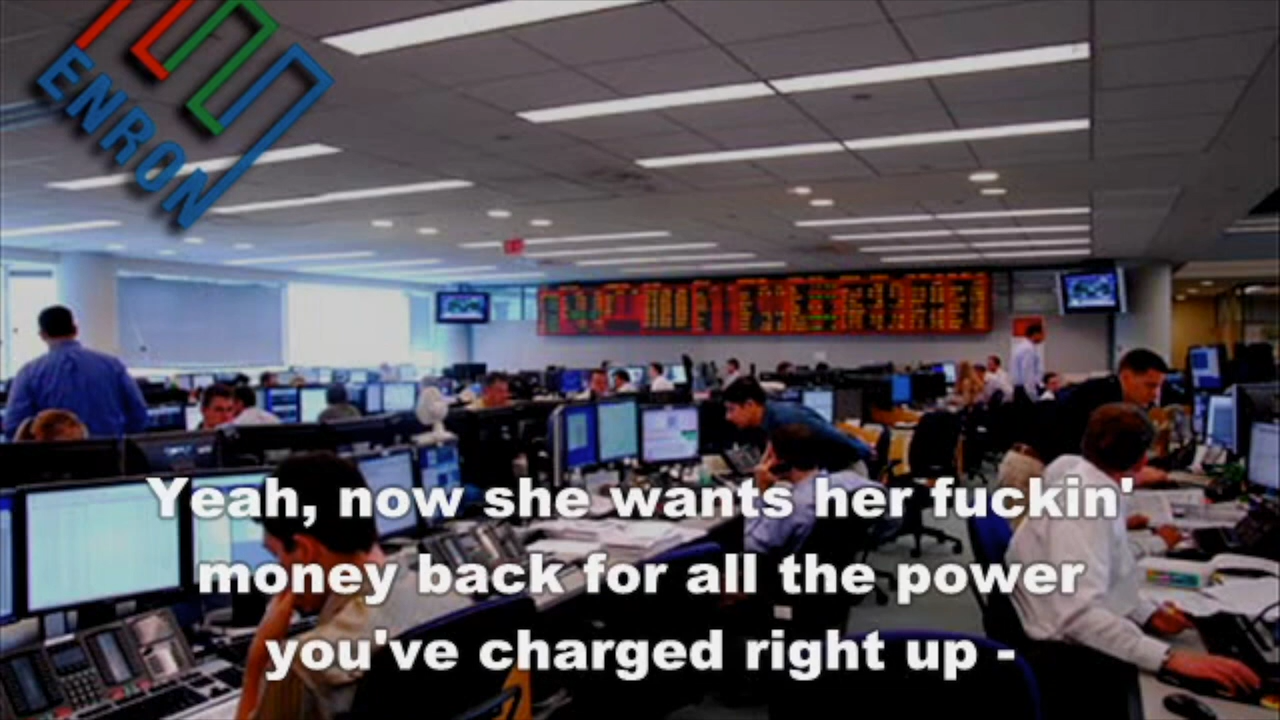 ENRON
Yeah, now she wants her fuckin'
money back for all the power
you've charged right up -